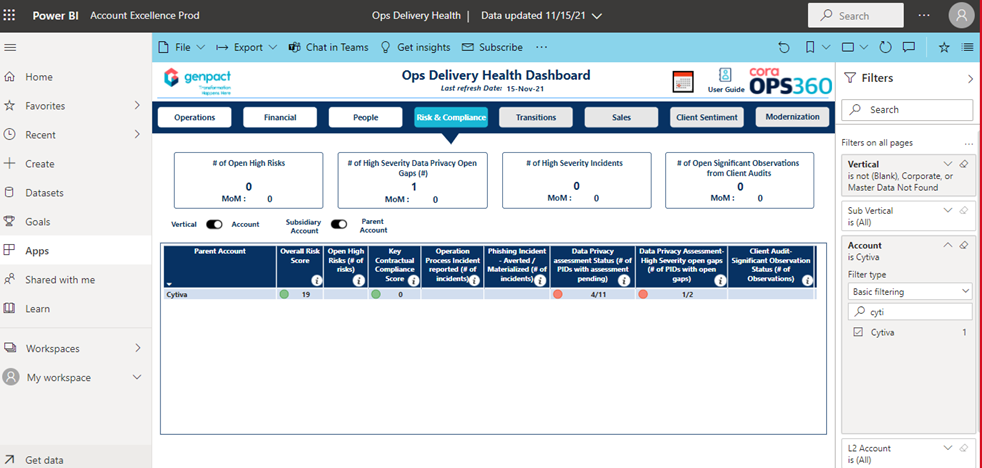 Power BI Account Excellence Prod
Ops Delivery Health | Data updated 11/15/21
Search
Home
Favorites
Recent
Create
Datasets
Goals
Apps
Shared with me
Learn
Workspaces
My workspace
Get data
File Export Chat in Teams Get insights Subscribe
genpact
Transformation
Happens Here
Ops Delivery Health Dashboard
Last refresh Date: 15-Nov-21
User Guide
cora
OPS360
Operations Financial People Risk & Compliance Transitions Sales Client Sentiment Modernization
# of Open High Risks
0
MoM : 0
# of High Severity Data Privacy Open
Gaps (#)
1
MoM : 0
# of High Severity Incidents
0
MoM : 0
# of Open Significant Observations
from Client Audits
0
MoM : 0
Vertical Account
Subsidiary
Account
Parent
Account
Parent Account
Overall Risk
Score
Open High
Risks (# of
risks)
Key
Contractual
Compliance
Score
Operation
Process Incident
reported (# of
incidents)
Phishing Incident
- Averted /
Materialized (# of
incidents)
Data Privacy
assessment Status (# of
PIDs with assessment
pending)
Data Privacy Assessment-
High Severity open gaps
(# of PIDs with open
gaps)
Client Audit-
Significant Observation
Status (# of
Observations)
Cytiva 19 0 4/11 1/2
Filters
Search
Filters on all pages
Vertical
is not (Blank), Corporate, or
Master Data Not Found
Sub Vertical
is (All)
Account
is Cytiva
Filter type
Basic filtering
cyti
Cytiva 1
L2 Account
is (All)